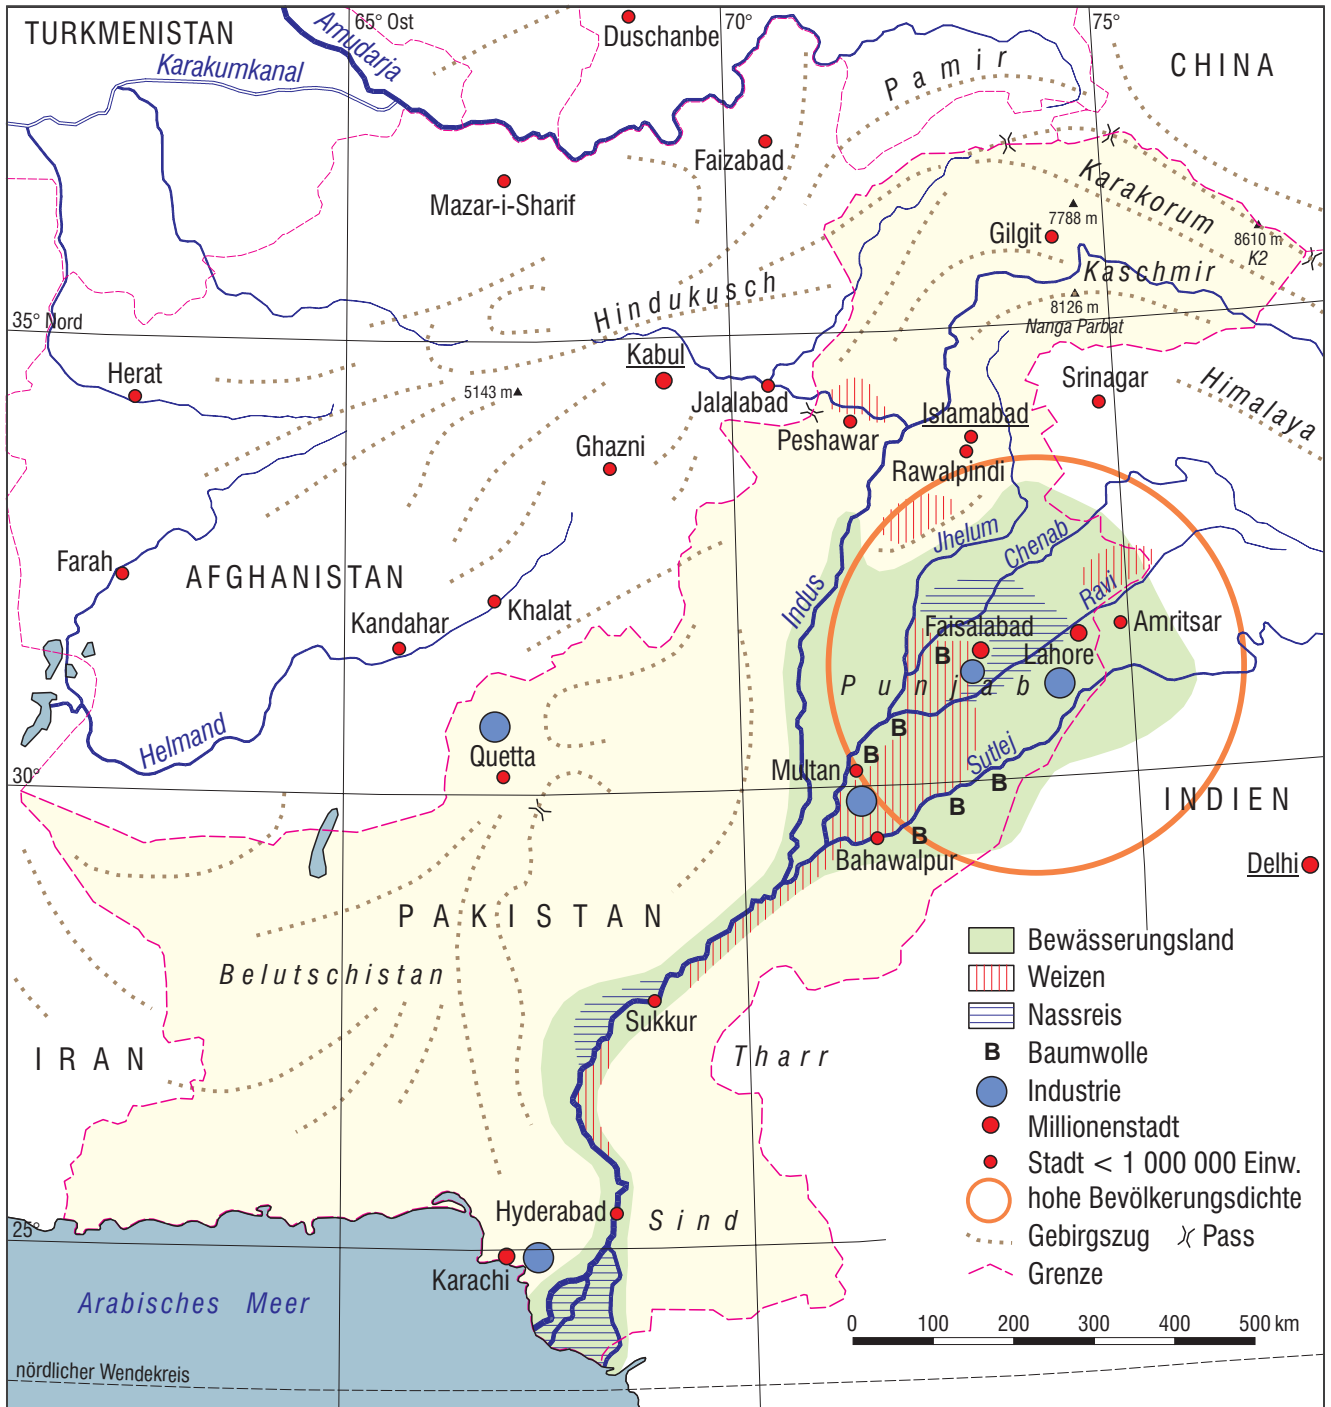 65° Ost
70°
75°
TURKMENISTAN
Amudarja
Duschanbe
Karakumkanal
Pamir
CHINA
Faizabad
Mazar-i-Sharif
Karakorum
7788 m
Gilgit
8610 m
K2
Kaschmir
Hindukusch
8126 m
Nanga Parbat
35° Nord
Kabul
Herat
5143 m
Jalalabad
Srinagar
Himalaya
Islamabad
Peshawar
Ghazni
Rawalpindi
Jhelum
Chenab
Farah
AFGHANISTAN
Indus
Ravi
Khalat
Kandahar
Faisalabad
Amritsar
B
Lahore
Punjab
Helmand
B
Quetta
Sutlej
B
Multan
30°
B
INDIEN
B
B
Bahawalpur
Delhi
PAKISTAN
Belutschistan
Sukkur
IRAN
Tharr
Hyderabad
Sind
25°
Karachi
Arabisches Meer
nördlicher Wendekreis
Bewässerungsland
Weizen
Nassreis
B Baumwolle
Industrie
Millionenstadt
Stadt < 1 000 000 Einw.
hohe Bevölkerungsdichte
Gebirgszug Pass
Grenze
0 100 200 300 400 500 km